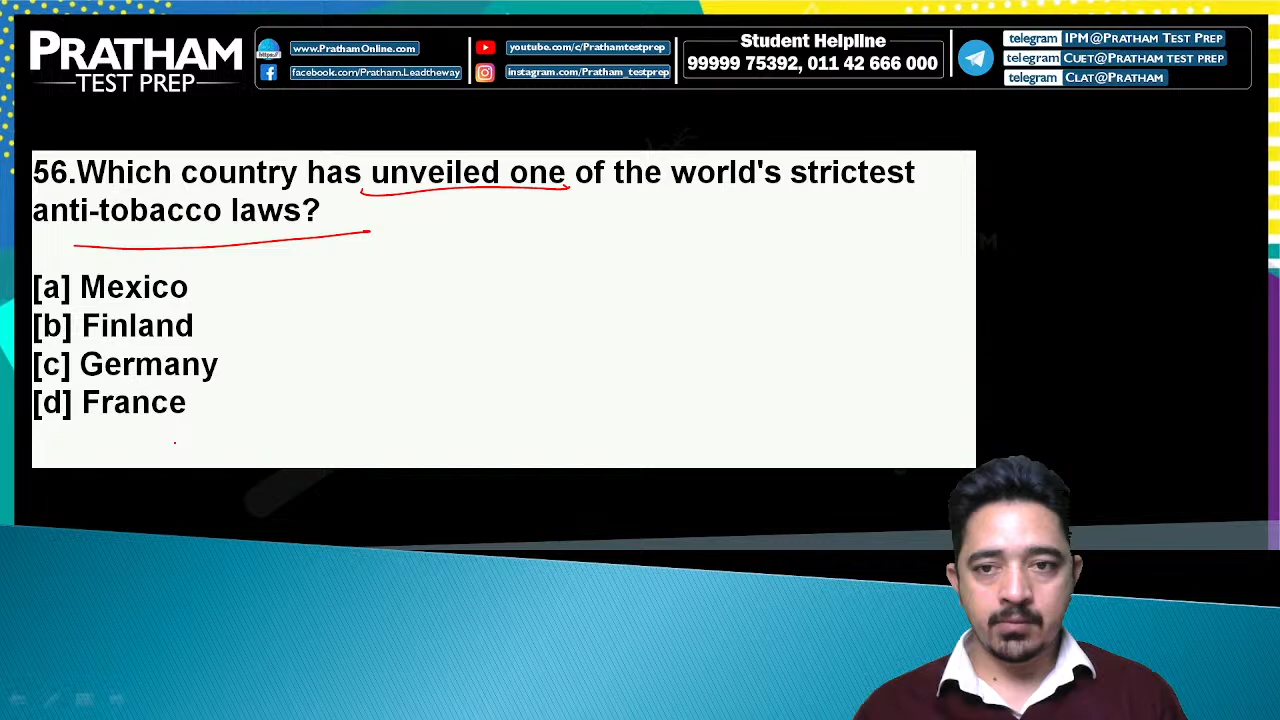 PRATHAM
TEST PREP
https://
www.PrathamOnline.com
facebook.com/Pratham.Leadtheway
youtube.com/c/Prathamtestprep
instagram.com/Pratham_testprep
Student Helpline
99999 75392, 011 42 666 000
telegram IPM@PRATHAM TEST PREP
telegram CUET@PRATHAM TEST PREP
telegram CLAT@PRATHAM
56.Which country has unveiled one of the world's strictest
anti-tobacco laws?
[a] Mexico
[b] Finland
[c] Germany
[d] France